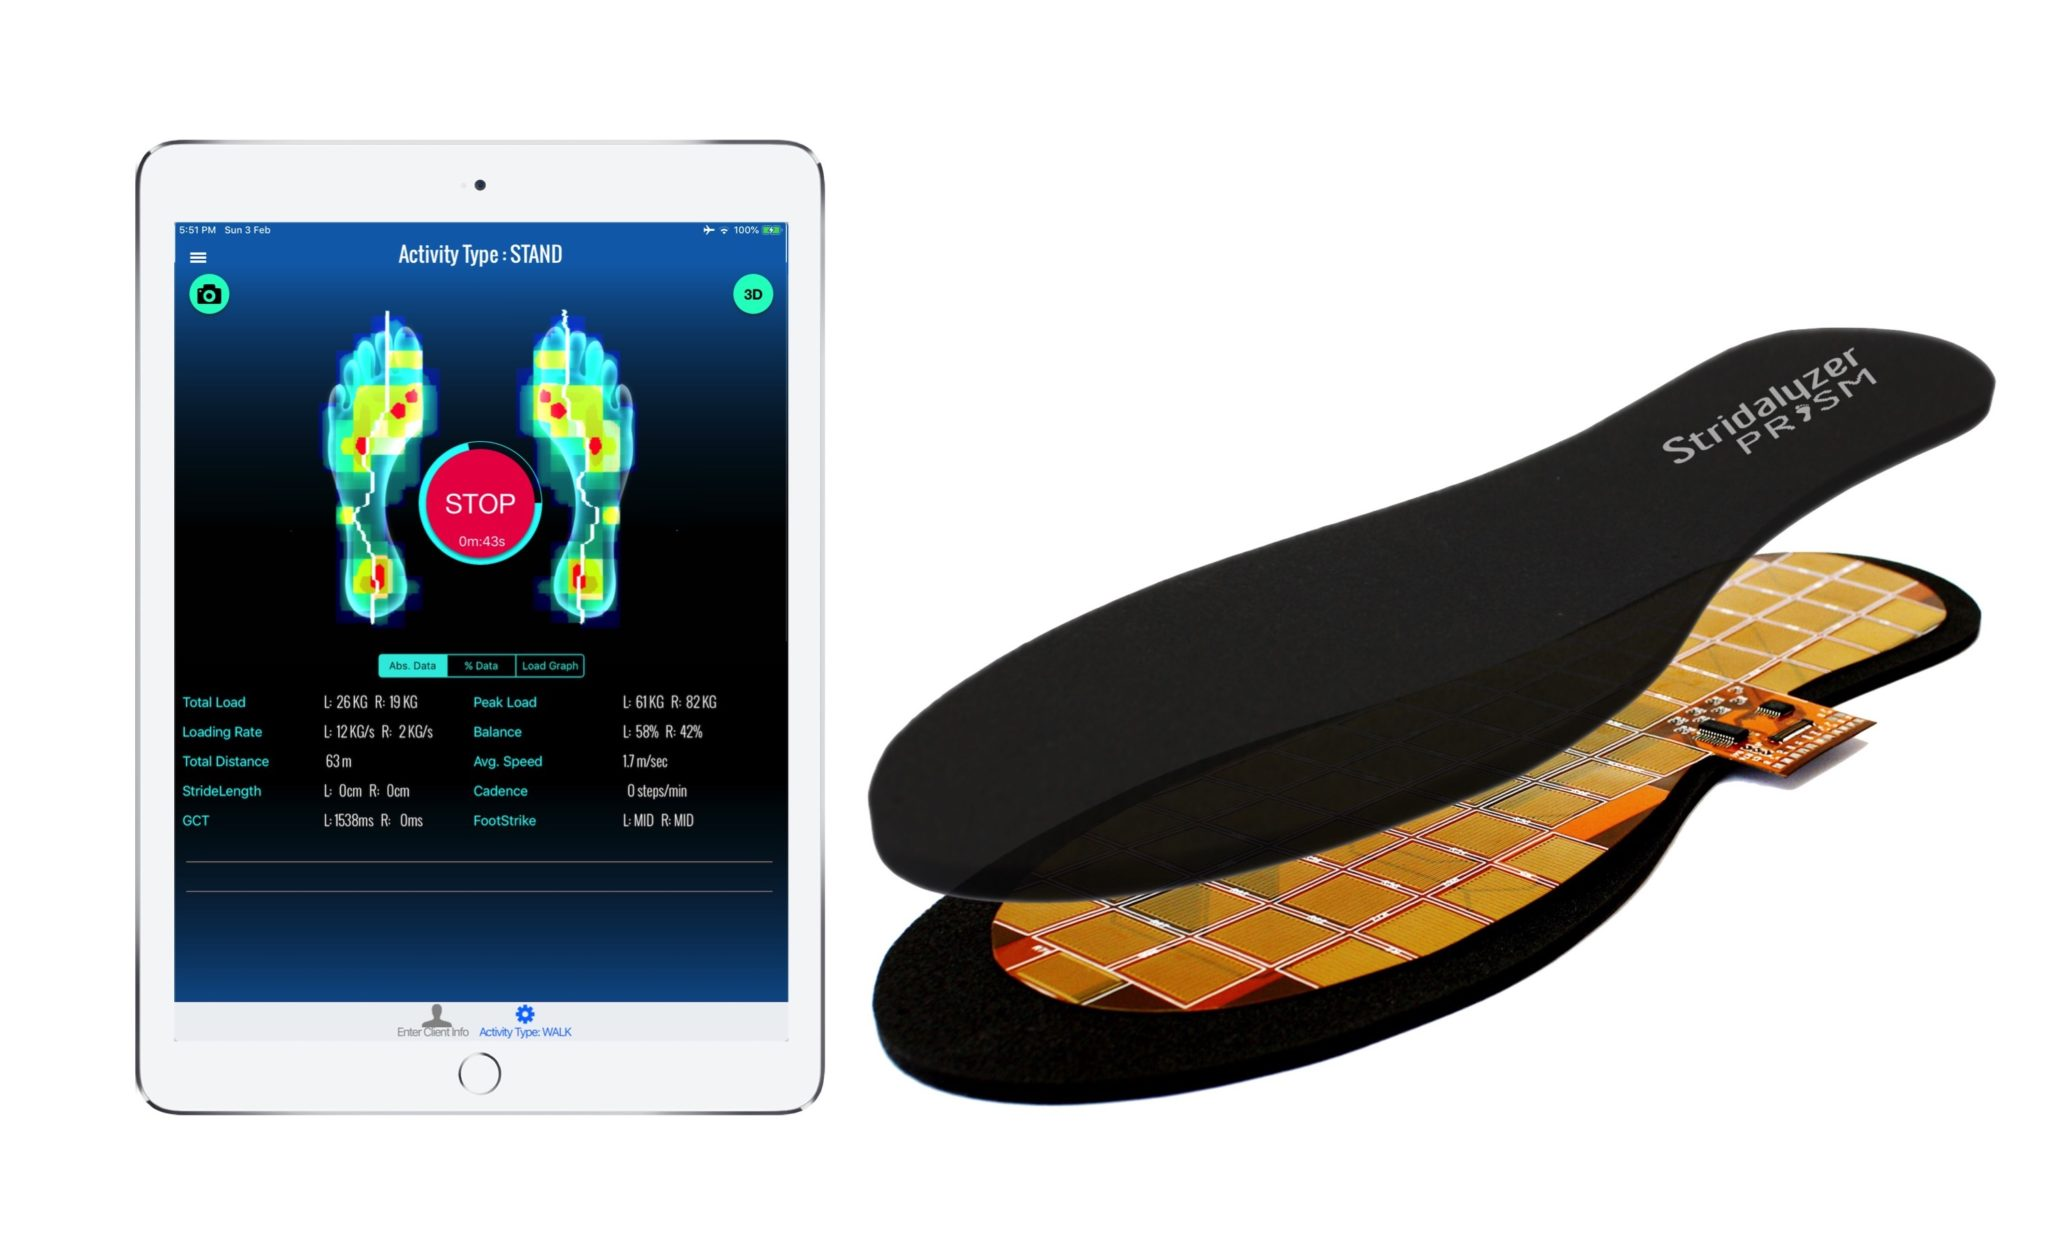 5:51 PM Sun 3 Feb 100%
Activity Type : STAND
3D
STOP
0m:43s
Abs. Data % Data Load Graph
Total Load L: 26 KG R: 19 KG Peak Load L: 61 KG R: 82 KG
Loading Rate L: 12 KG/s R: 2 KG/s Balance L: 58% R: 42%
Total Distance 63 m Avg. Speed 1.7 m/sec
StrideLength L: 0cm R: 0cm Cadence 0 steps/min
GCT L: 1538ms R: 0ms FootStrike L: MID R: MID
Enter Client Info Activity Type: WALK
Stridalyzer
PRISM